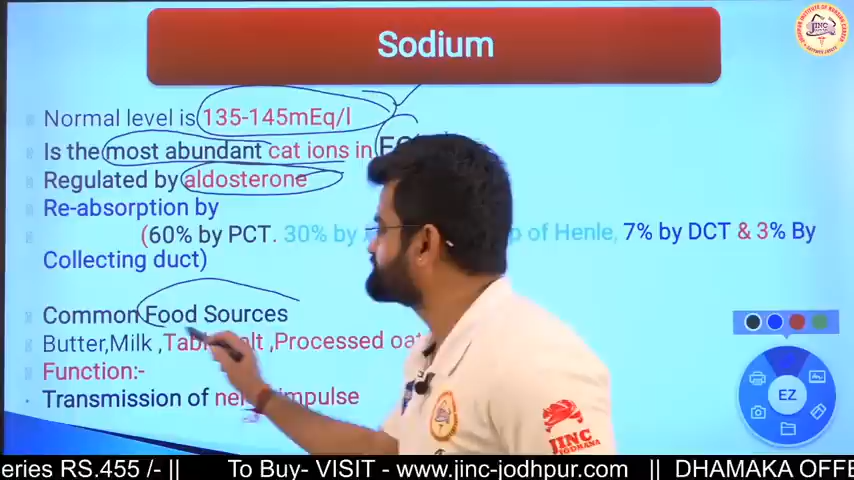 Sodium
Normal level is 135-145mEq/l
Is the most abundant cat ions in
Regulated by aldosterone
Re-absorption by
(60% by PCT. 30% by of Henle, 7% by DCT & 3% By
Collecting duct)
Common Food Sources
Butter,Milk ,Table salt ,Processed
Function:-
Transmission of impulse
EZ
JINC
JINC
eries RS.455 /- || To Buy- VISIT - www.jinc-jodhpur.com || DHAMAKA OFFE